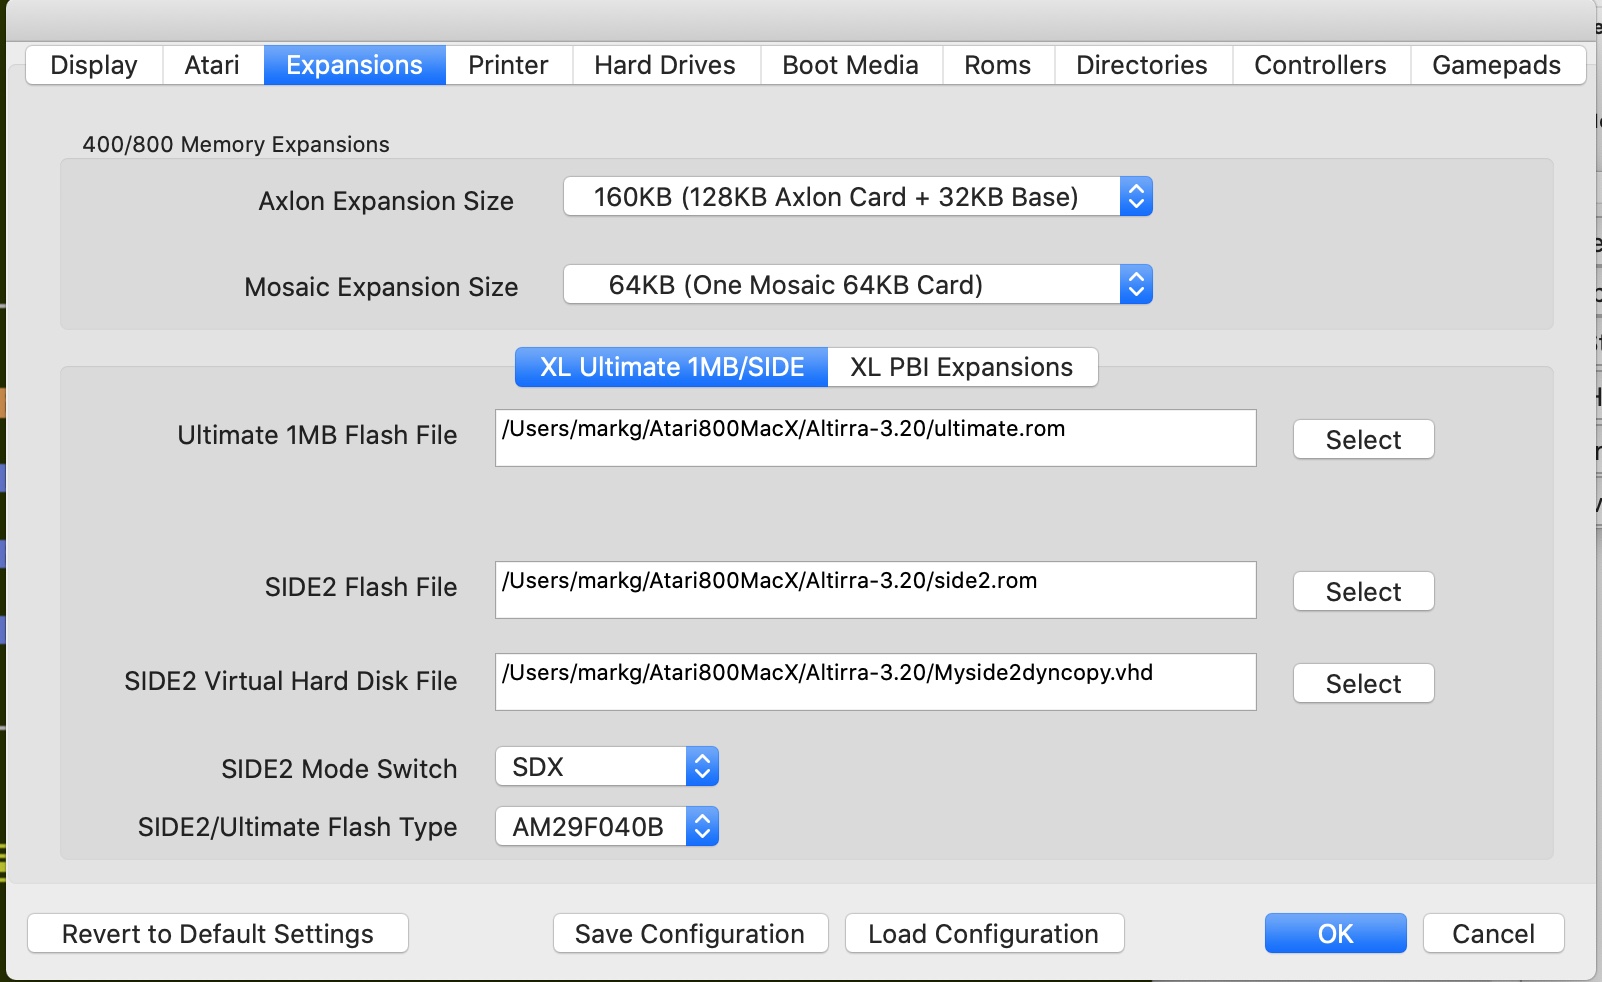 Display Atari Expansions Printer Hard Drives Boot Media Roms Directories Controllers Gamepads
400/800 Memory Expansions
Axlon Expansion Size 160KB (128KB Axlon Card + 32KB Base)
Mosaic Expansion Size 64KB (One Mosaic 64KB Card)
XL Ultimate 1MB/SIDE XL PBI Expansions
Ultimate 1MB Flash File /Users/markg/Atari800MacX/Altirra-3.20/ultimate.rom Select
SIDE2 Flash File /Users/markg/Atari800MacX/Altirra-3.20/side2.rom Select
SIDE2 Virtual Hard Disk File /Users/markg/Atari800MacX/Altirra-3.20/Myside2dyncopy.vhd Select
SIDE2 Mode Switch SDX
SIDE2/Ultimate Flash Type AM29F040B
Revert to Default Settings Save Configuration Load Configuration OK Cancel